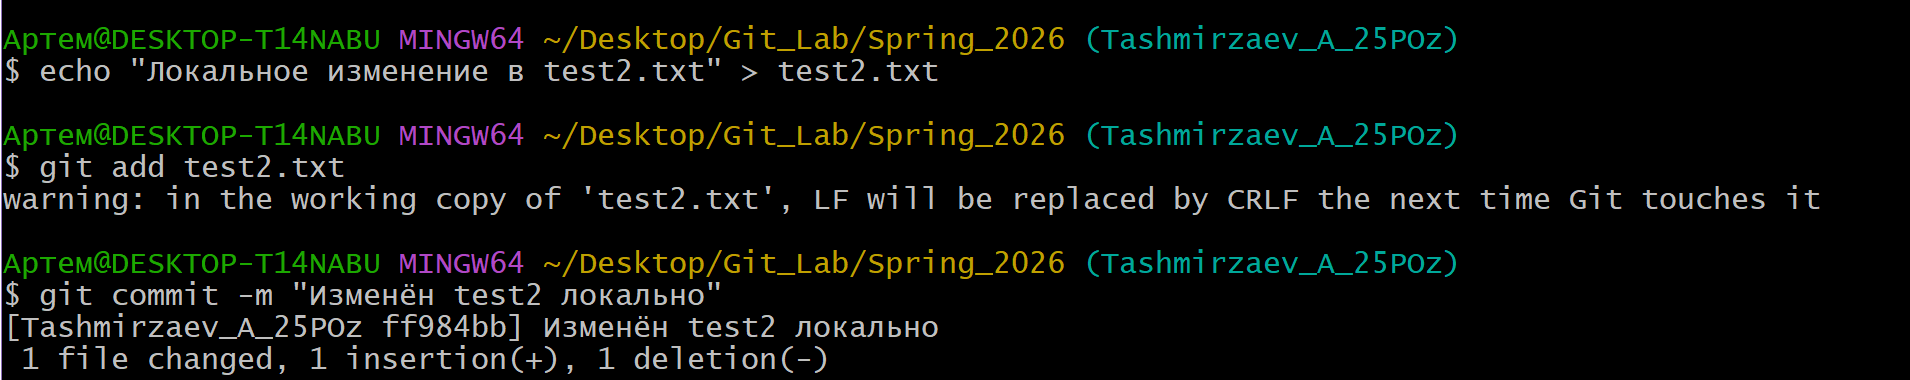 Артем@DESKTOP-T14NABU MINGW64 ~/Desktop/Git_Lab/Spring_2026 (Tashmirzaev_A_25POz)
$ echo "Локальное изменение в test2.txt" > test2.txt
Артем@DESKTOP-T14NABU MINGW64 ~/Desktop/Git_Lab/Spring_2026 (Tashmirzaev_A_25POz)
$ git add test2.txt
warning: in the working copy of 'test2.txt', LF will be replaced by CRLF the next time Git touches it
Артем@DESKTOP-T14NABU MINGW64 ~/Desktop/Git_Lab/Spring_2026 (Tashmirzaev_A_25POz)
$ git commit -m "Изменён test2 локально"
[Tashmirzaev_A_25POz ff984bb] Изменён test2 локально
 1 file changed, 1 insertion(+), 1 deletion(-)